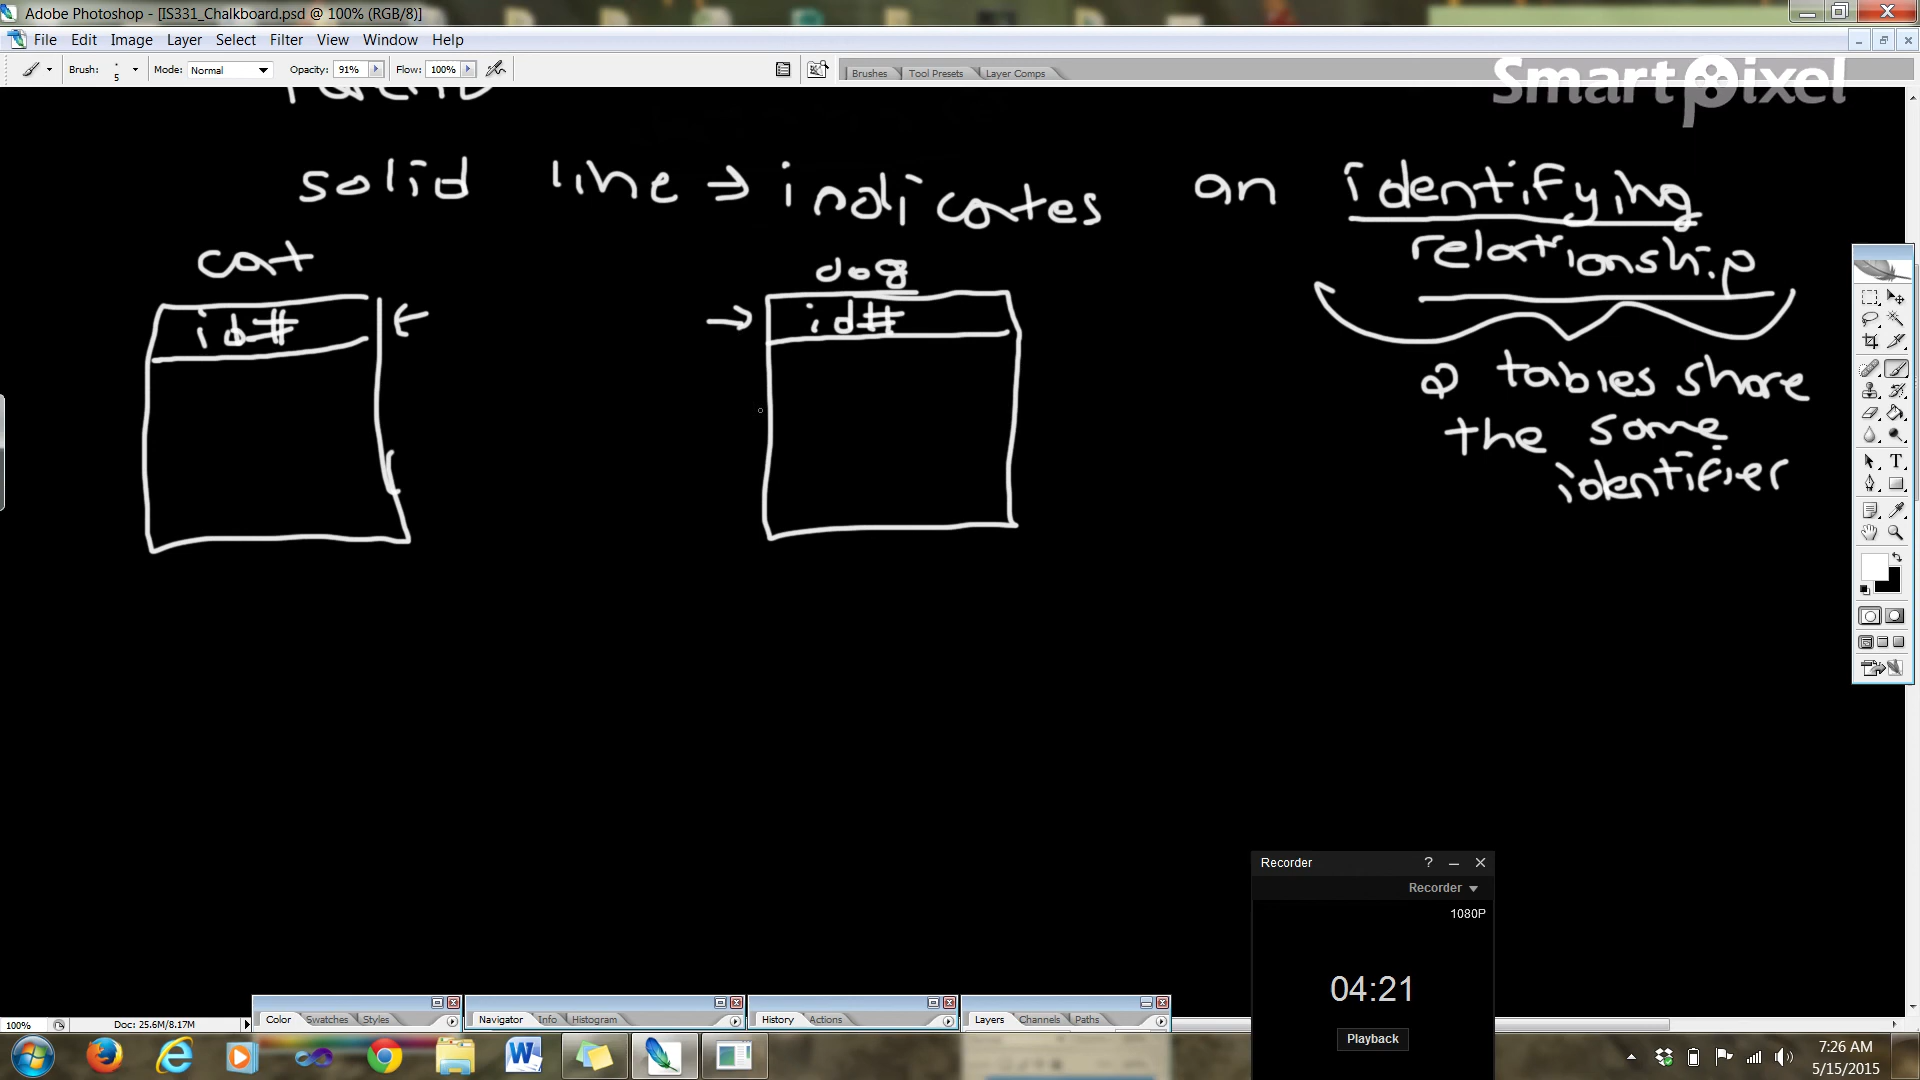 Adobe Photoshop - [IS331_Chalkboard.psd @ 100% (RGB/8)]
File Edit Image Layer Select Filter View Window Help
Brush: 5 Mode: Normal Opacity: 91% Flow: 100% Brushes Tool Presets Layer Comps
SmartPixel
solid line → indicates an identifying
relationship
cat dog
id# ← → id#
2 tables share
the same
identifier
Recorder ?
Recorder
1080P
04:21
Playback
Color Swatches Styles Navigator Info Histogram History Actions Layers Channels Paths
100% Doc: 25.6M/8.17M
7:26 AM
5/15/2015